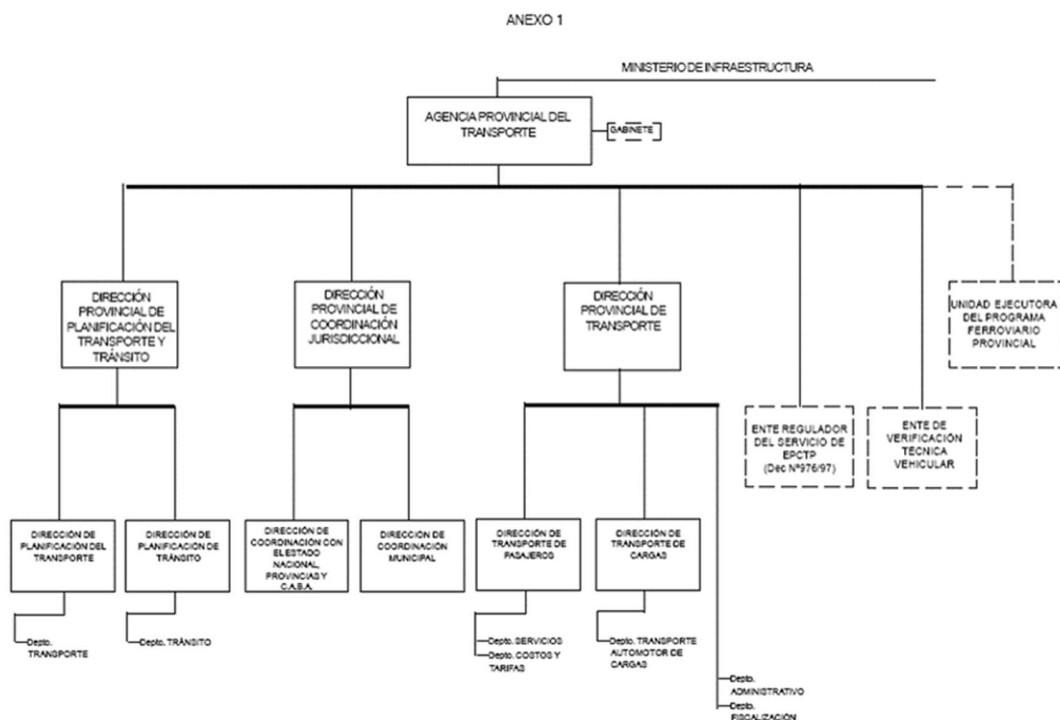 ANEXO 1
MINISTERIO DE INFRAESTRUCTURA
AGENCIA PROVINCIAL DEL
TRANSPORTE
GABINETE
DIRECCIÓN
PROVINCIAL DE
PLANIFICACIÓN DEL
TRANSPORTE Y
TRÁNSITO
DIRECCIÓN
PROVINCIAL DE
COORDINACIÓN
JURISDICCIONAL
DIRECCIÓN
PROVINCIAL DE
TRANSPORTE
UNIDAD EJECUTORA
DEL PROGRAMA
FERROVIARIO
PROVINCIAL
ENTE REGULADOR
DEL SERVICIO DE
EPCTP
(Dec Nº976/97)
ENTE DE
VERIFICACIÓN
TÉCNICA
VEHICULAR
DIRECCIÓN DE
PLANIFICACIÓN DEL
TRANSPORTE
DIRECCIÓN DE
PLANIFICACIÓN DE
TRÁNSITO
DIRECCIÓN DE
COORDINACIÓN CON
EL ESTADO
NACIONAL,
PROVINCIAS Y
C.A.B.A.
DIRECCIÓN DE
COORDINACIÓN
MUNICIPAL
DIRECCIÓN DE
TRANSPORTE DE
PASAJEROS
DIRECCIÓN DE
TRANSPORTE DE
CARGAS
Depto.
TRANSPORTE
Depto. TRÁNSITO
Depto. SERVICIOS
Depto. COSTOS Y
TARIFAS
Depto. TRANSPORTE
AUTOMOTOR DE
CARGAS
Depto.
ADMINISTRATIVO
Depto.
FISCALIZACIÓN